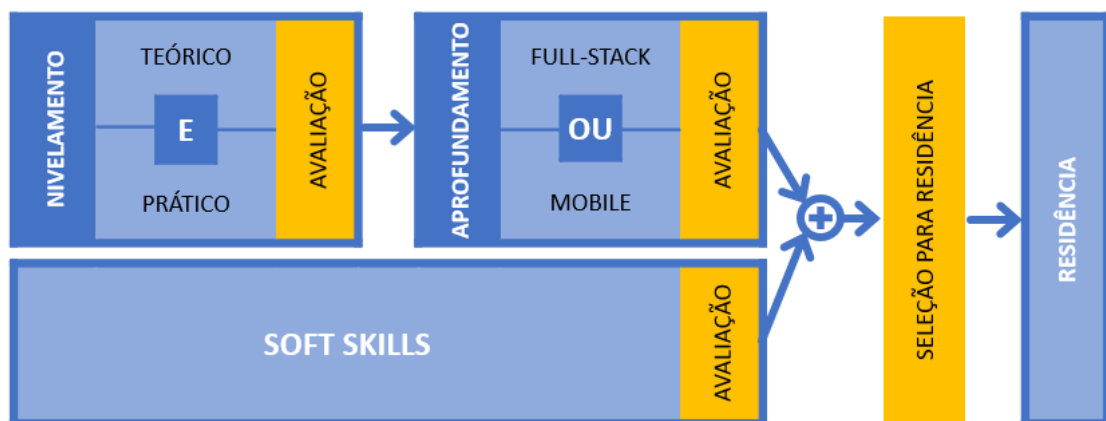 NIVELAMENTO
TEÓRICO
E
PRÁTICO
AVALIAÇÃO
APROFUNDAMENTO
FULL-STACK
OU
MOBILE
AVALIAÇÃO
SOFT SKILLS
AVALIAÇÃO
SELEÇÃO PARA RESIDÊNCIA
RESIDÊNCIA